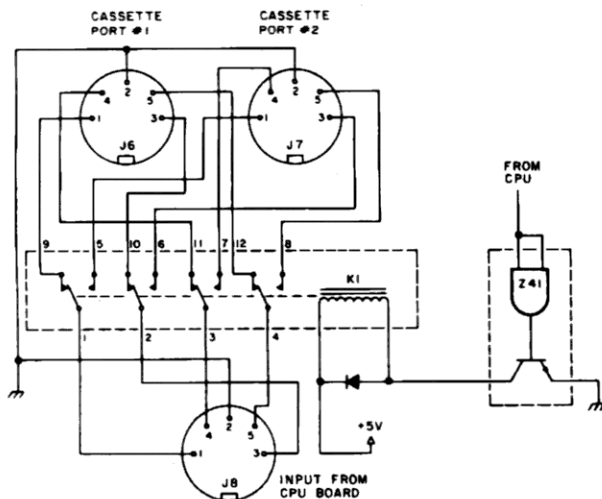 CASSETTE
PORT #1
CASSETTE
PORT #2
2
2
4
5
4
5
1
3
1
3
J6
J7
FROM
CPU
9
5
10
6
11
7
12
8
Z41
K1
1
2
3
4
+5V
4
2
5
1
3
J8
INPUT FROM
CPU BOARD